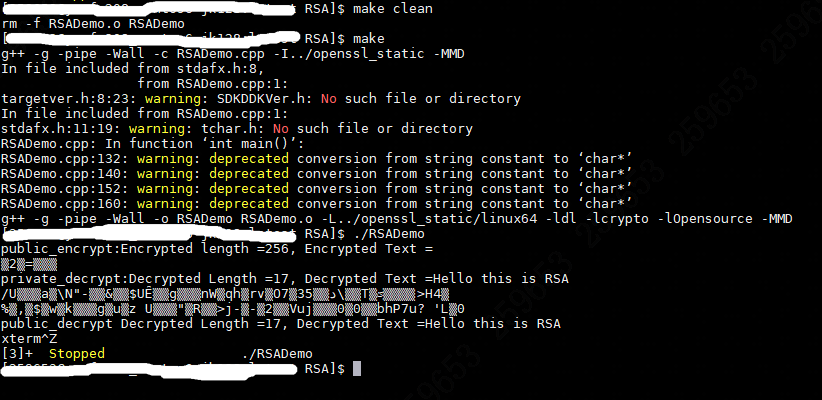 RSA]$ make clean
rm -f RSADemo.o RSADemo
RSA]$ make
g++ -g -pipe -Wall -c RSADemo.cpp -I../openssl_static -MMD
In file included from stdafx.h:8,
from RSADemo.cpp:1:
targetver.h:8:23: warning: SDKDDKVer.h: No such file or directory
In file included from RSADemo.cpp:1:
stdafx.h:11:19: warning: tchar.h: No such file or directory
RSADemo.cpp: In function ‘int main()’:
RSADemo.cpp:132: warning: deprecated conversion from string constant to ‘char*’
RSADemo.cpp:140: warning: deprecated conversion from string constant to ‘char*’
RSADemo.cpp:152: warning: deprecated conversion from string constant to ‘char*’
RSADemo.cpp:160: warning: deprecated conversion from string constant to ‘char*’
g++ -g -pipe -Wall -o RSADemo RSADemo.o -L../openssl_static/linux64 -ldl -lcrypto -lOpensource -MMD
RSA]$ ./RSADemo
public_encrypt:Encrypted length =256, Encrypted Text =
▒2▒=▒▒▒
private_decrypt:Decrypted Length =17, Decrypted Text =Hello this is RSA
public_decrypt Decrypted Length =17, Decrypted Text =Hello this is RSA
xterm^Z
[3]+ Stopped ./RSADemo
RSA]$
259653 259653